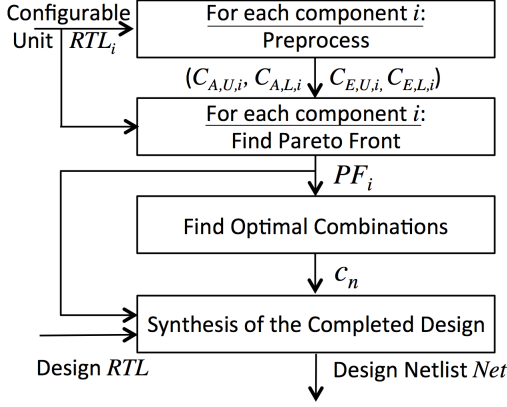 Configurable
Unit RTLi
For each component i:
Preprocess
(CA,U,i, CA,L,i CE,U,i, CE,L,i)
For each component i:
Find Pareto Front
PFi
Find Optimal Combinations
cn
Synthesis of the Completed Design
Design RTL
Design Netlist Net